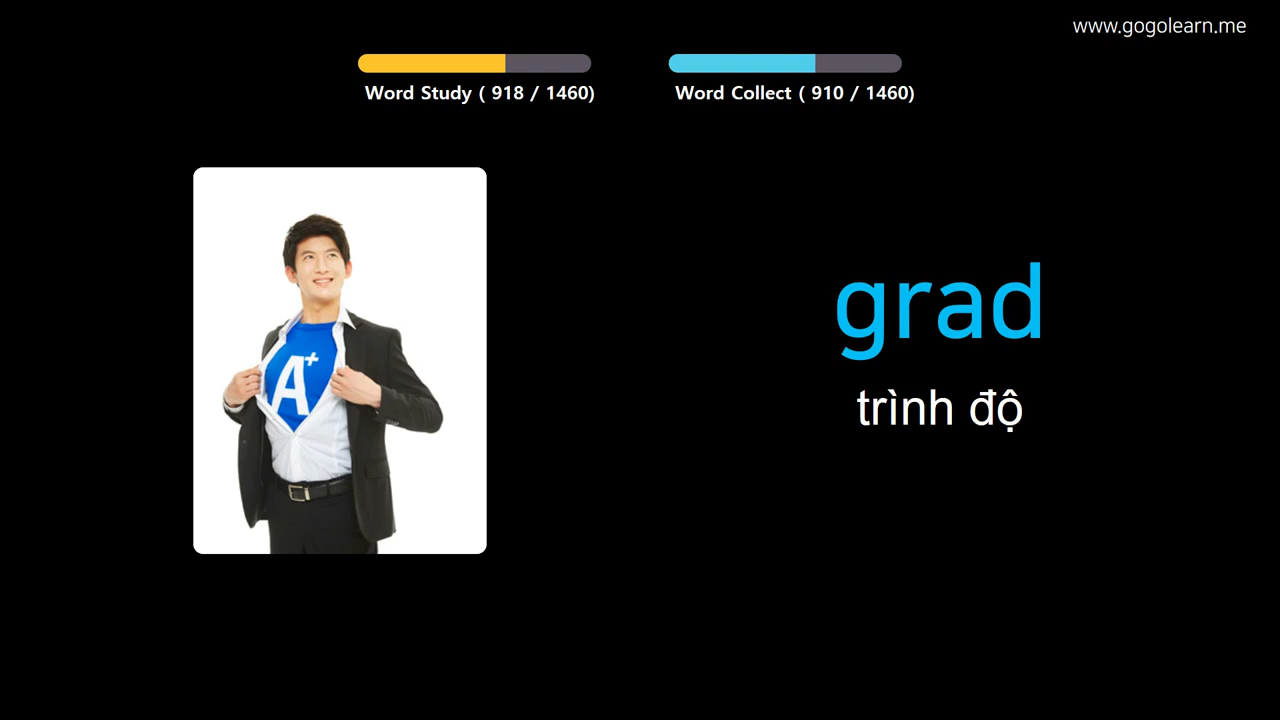 www.gogolearn.me
Word Study ( 918 / 1460)
Word Collect ( 910 / 1460)
A+
grad
trình độ